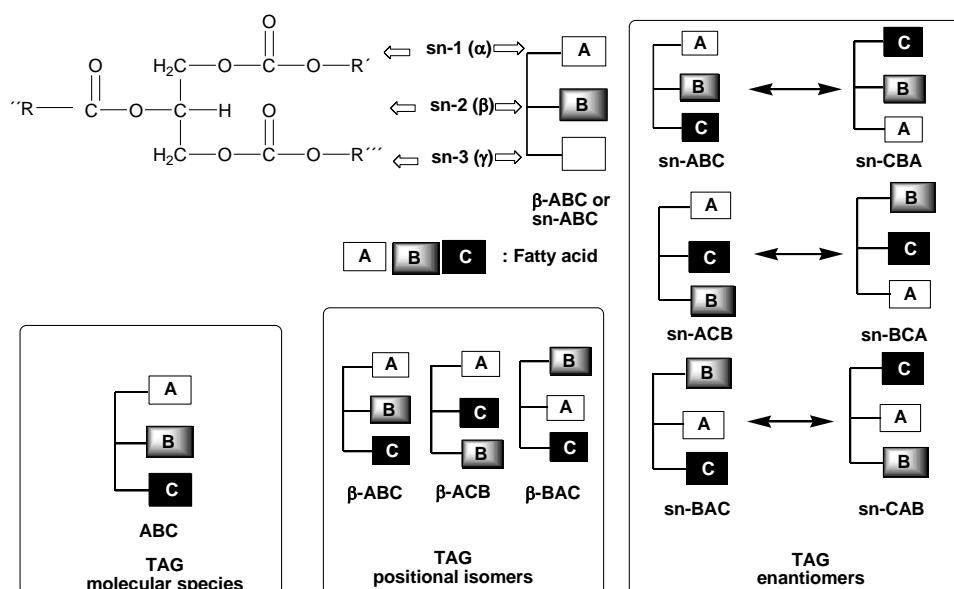 O
H₂C—O—C—O—R´
sn-1 (α)
A
O
´´R—C—O—H
sn-2 (β)
B
O
H₂C—O—C—O—R´´´
sn-3 (γ)
β-ABC or
sn-ABC
A B C : Fatty acid
A
B
C
ABC
TAG
molecular species
A
B
C
β-ABC
A
C
B
β-ACB
B
A
C
β-BAC
TAG
positional isomers
A
B
C
sn-ABC
C
B
A
sn-CBA
A
C
B
sn-ACB
B
C
A
sn-BCA
B
A
C
sn-BAC
C
A
B
sn-CAB
TAG
enantiomers